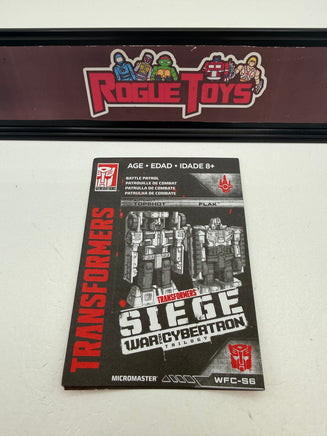 ROGUE TOYS
AGE • EDAD • IDADE 8+
BATTLE PATROL
PATROUILLE DE COMBAT
PATRULLA DE COMBATE
PATRULHA DE COMBATE
TOPSHOT
FLAK
TRANSFORMERS
TRANSFORMERS
SIEGE
WAR FOR CYBERTRON
TRILOGY
MICROMASTER
WFC-S6